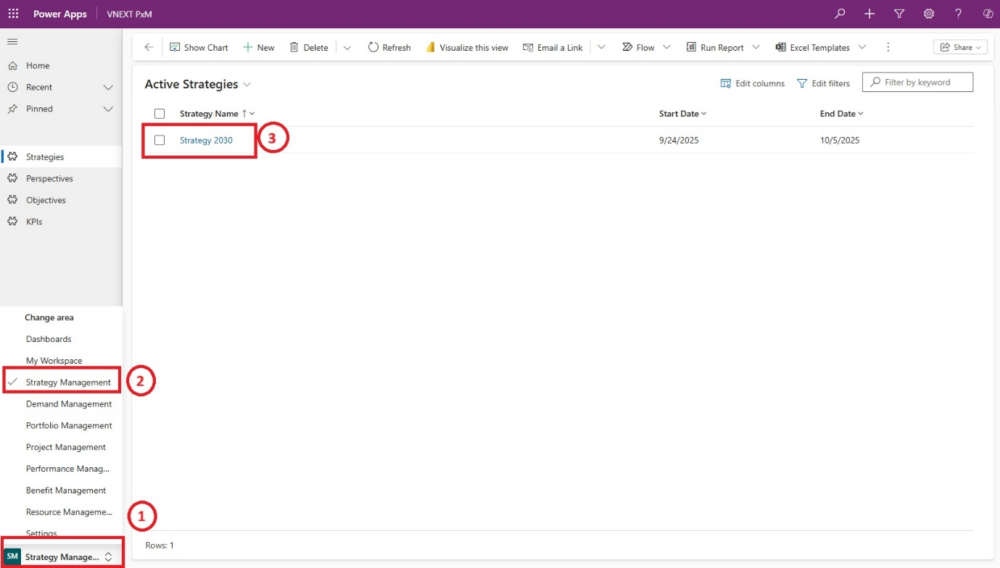 Power Apps VNEXT PxM
Show Chart New Delete Refresh Visualize this view Email a Link Flow Run Report Excel Templates Share
Home
Recent
Pinned
Strategies
Perspectives
Objectives
KPIs
Active Strategies Edit columns Edit filters Filter by keyword
Strategy Name Start Date End Date
Strategy 2030 9/24/2025 10/5/2025
3
Change area
Dashboards
My Workspace
Strategy Management
2
Demand Management
Portfolio Management
Project Management
Performance Manag...
Benefit Management
Resource Manageme...
1
Settings
SM Strategy Manage...
Rows: 1